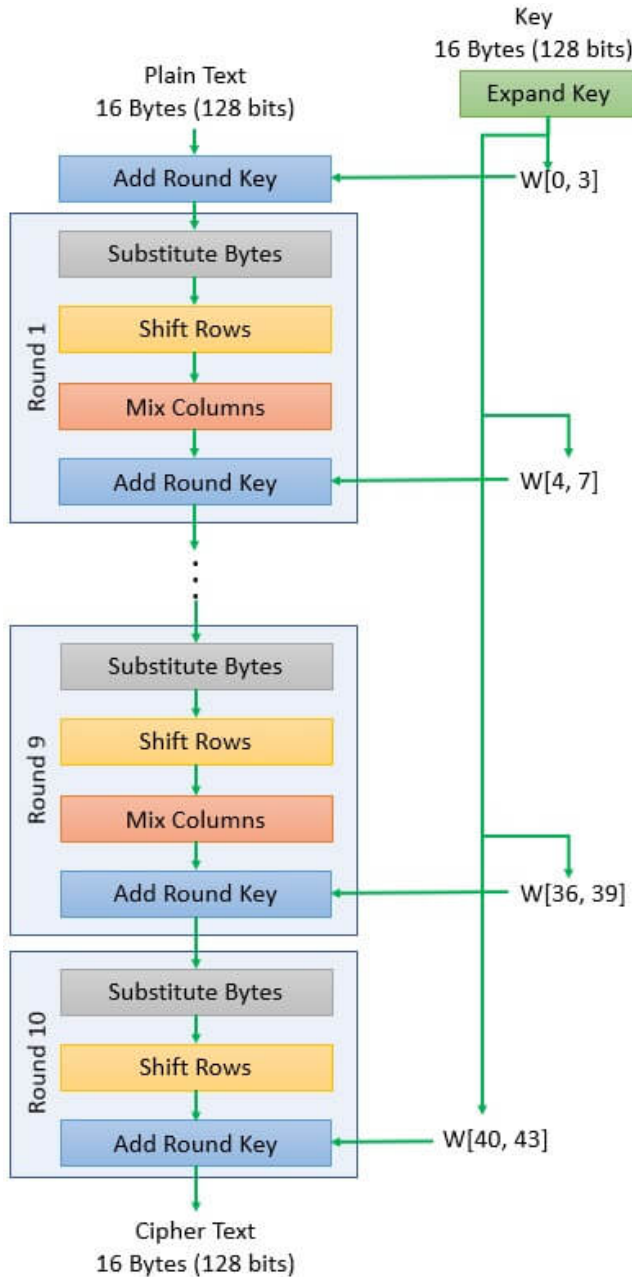 Key
16 Bytes (128 bits)
Expand Key
Plain Text
16 Bytes (128 bits)
Add Round Key
W[0, 3]
Round 1
Substitute Bytes
Shift Rows
Mix Columns
Add Round Key
W[4, 7]
Round 9
Substitute Bytes
Shift Rows
Mix Columns
Add Round Key
W[36, 39]
Round 10
Substitute Bytes
Shift Rows
Add Round Key
W[40, 43]
Cipher Text
16 Bytes (128 bits)